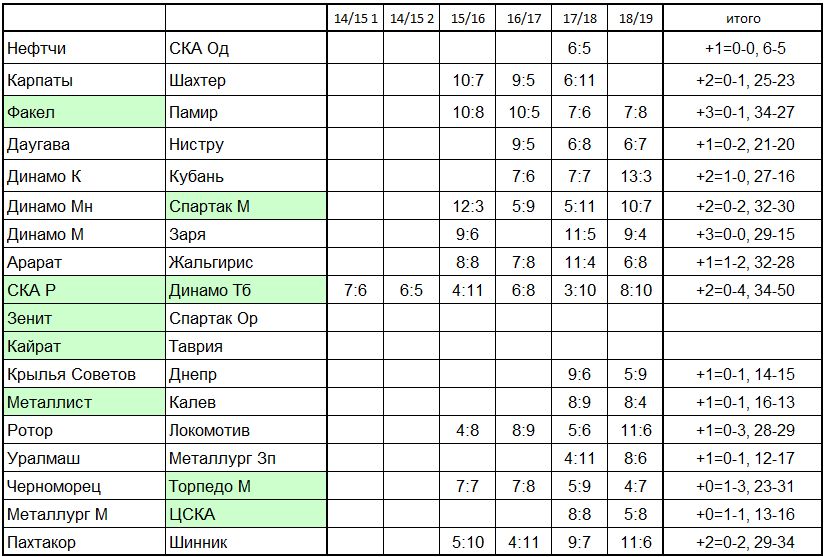 14/15 1 14/15 2 15/16 16/17 17/18 18/19 итого
Нефтчи СКА Од 6:5 +1=0-0, 6-5
Карпаты Шахтер 10:7 9:5 6:11 +2=0-1, 25-23
Факел Памир 10:8 10:5 7:6 7:8 +3=0-1, 34-27
Даугава Нистру 9:5 6:8 6:7 +1=0-2, 21-20
Динамо К Кубань 7:6 7:7 13:3 +2=1-0, 27-16
Динамо Мн Спартак М 12:3 5:9 5:11 10:7 +2=0-2, 32-30
Динамо М Заря 9:6 11:5 9:4 +3=0-0, 29-15
Арарат Жальгирис 8:8 7:8 11:4 6:8 +1=1-2, 32-28
СКА Р Динамо Тб 7:6 6:5 4:11 6:8 3:10 8:10 +2=0-4, 34-50
Зенит Спартак Ор
Кайрат Таврия
Крылья Советов Днепр 9:6 5:9 +1=0-1, 14-15
Металлист Калев 8:9 8:4 +1=0-1, 16-13
Ротор Локомотив 4:8 8:9 5:6 11:6 +1=0-3, 28-29
Уралмаш Металлург Зп 4:11 8:6 +1=0-1, 12-17
Черноморец Торпедо М 7:7 7:8 5:9 4:7 +0=1-3, 23-31
Металлург М ЦСКА 8:8 5:8 +0=1-1, 13-16
Пахтакор Шинник 5:10 4:11 9:7 11:6 +2=0-2, 29-34